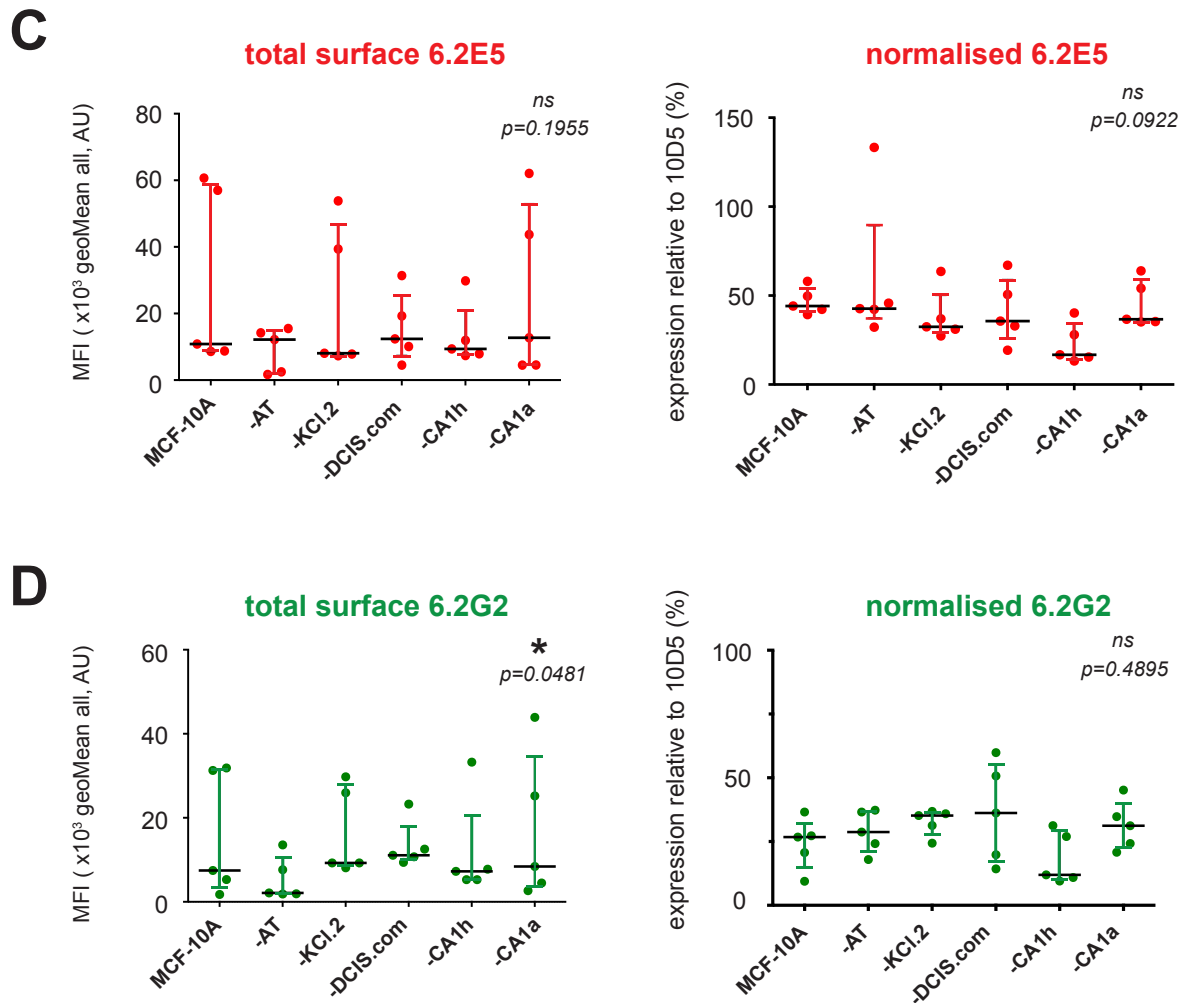 C
total surface 6.2E5
MFI ( x10³ geoMean all, AU)
80
60
40
20
0
ns
p=0.1955
MCF-10A
-AT
-KCl.2
-DCIS.com
-CA1h
-CA1a
normalised 6.2E5
expression relative to 10D5 (%)
150
100
50
0
ns
p=0.0922
MCF-10A
-AT
-KCl.2
-DCIS.com
-CA1h
-CA1a
D
total surface 6.2G2
MFI ( x10³ geoMean all, AU)
60
40
20
0
*
p=0.0481
MCF-10A
-AT
-KCl.2
-DCIS.com
-CA1h
-CA1a
normalised 6.2G2
expression relative to 10D5 (%)
100
50
0
ns
p=0.4895
MCF-10A
-AT
-KCl.2
-DCIS.com
-CA1h
-CA1a